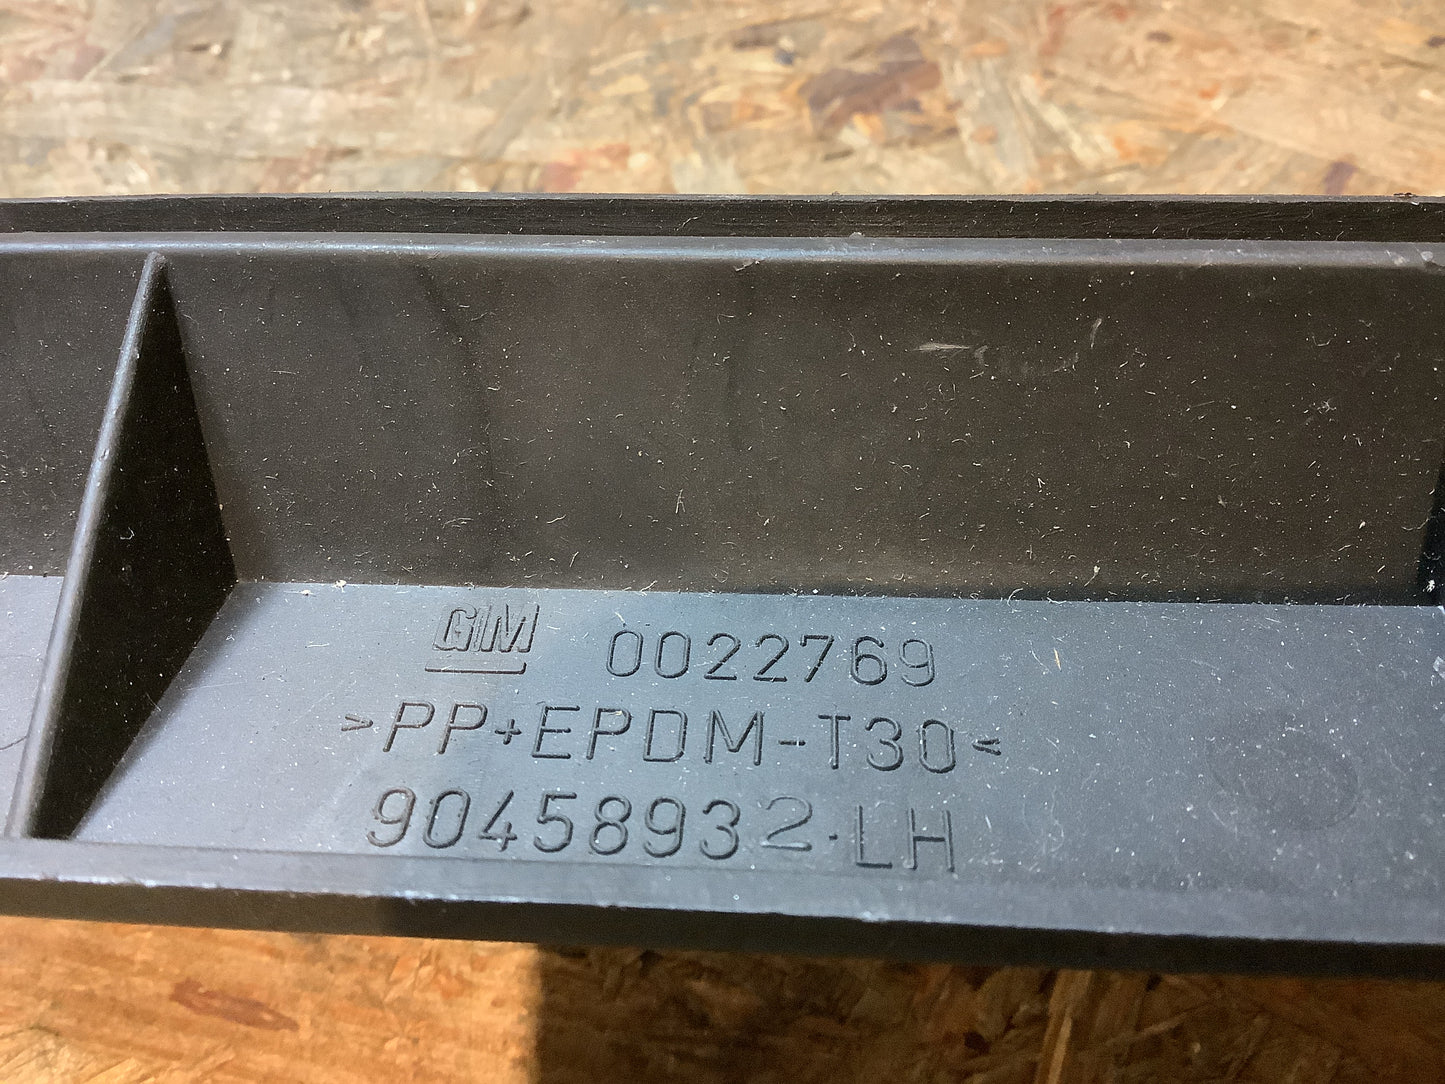 GM 0022769
>PP+EPDM-T30<
90458932.LH